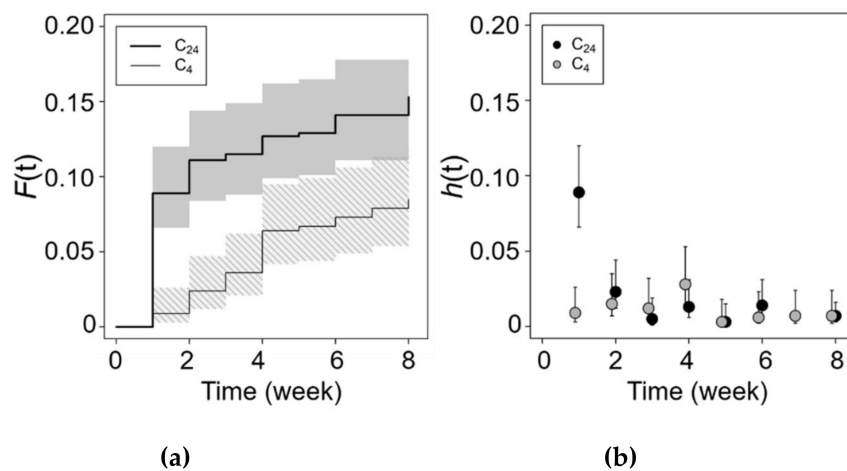 0.20
0.15
0.10
0.05
0
F(t)
C₂₄
C₄
0 2 4 6 8
Time (week)
(a)
0.20
0.15
0.10
0.05
0
h(t)
C₂₄
C₄
0 2 4 6 8
Time (week)
(b)